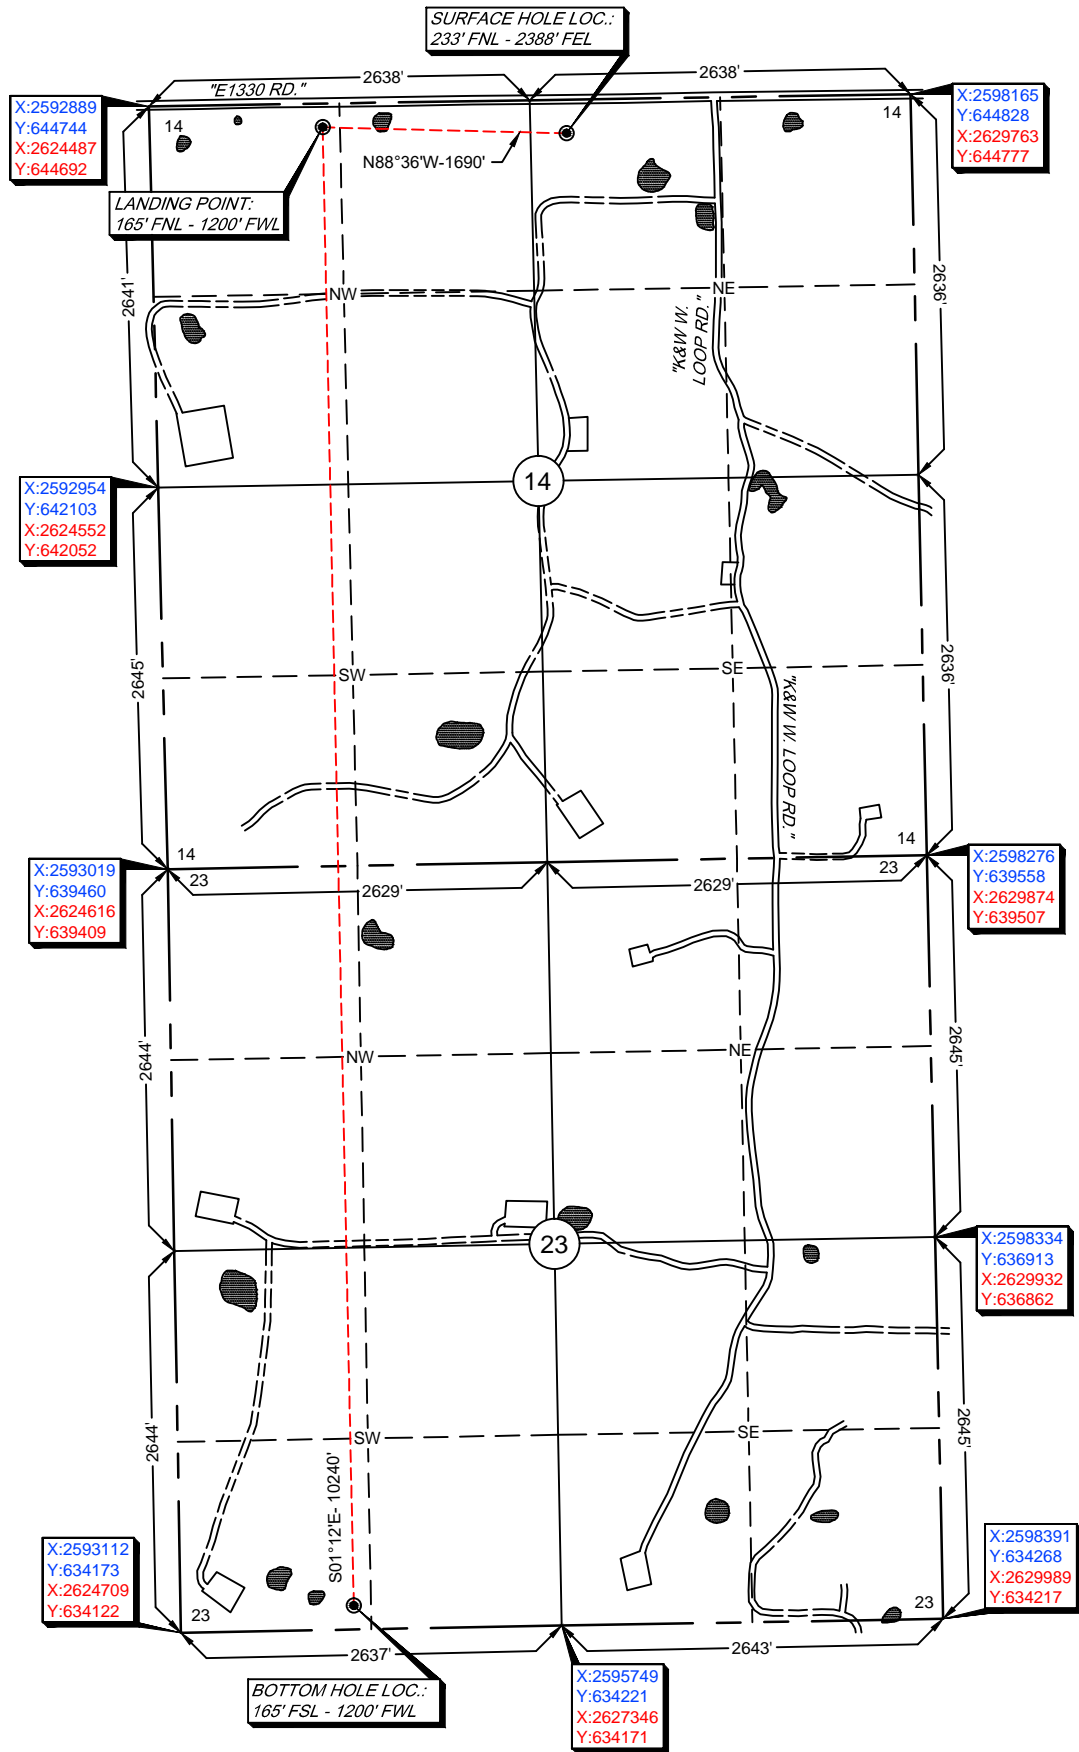 SURFACE HOLE LOC.:
233' FNL - 2388' FEL
2638'
2638'
"E1330 RD."
X:2592889
Y:644744
X:2624487
Y:644692
X:2598165
Y:644828
X:2629763
Y:644777
14
14
N88°36'W-1690'
LANDING POINT:
165' FNL - 1200' FWL
2641'
2636'
NW
NE
"K&W W.
LOOP RD."
X:2592954
Y:642103
X:2624552
Y:642052
14
2645'
2636'
SW
SE
"K&W W. LOOP RD."
14
14
23
23
X:2593019
Y:639460
X:2624616
Y:639409
2629'
2629'
X:2598276
Y:639558
X:2629874
Y:639507
2644'
2645'
NW
NE
23
X:2598334
Y:636913
X:2629932
Y:636862
2644'
2645'
SW
SE
S01°12'E- 10240'
X:2593112
Y:634173
X:2624709
Y:634122
X:2598391
Y:634268
X:2629989
Y:634217
23
23
2637'
2643'
BOTTOM HOLE LOC.:
165' FSL - 1200' FWL
X:2595749
Y:634221
X:2627346
Y:634171